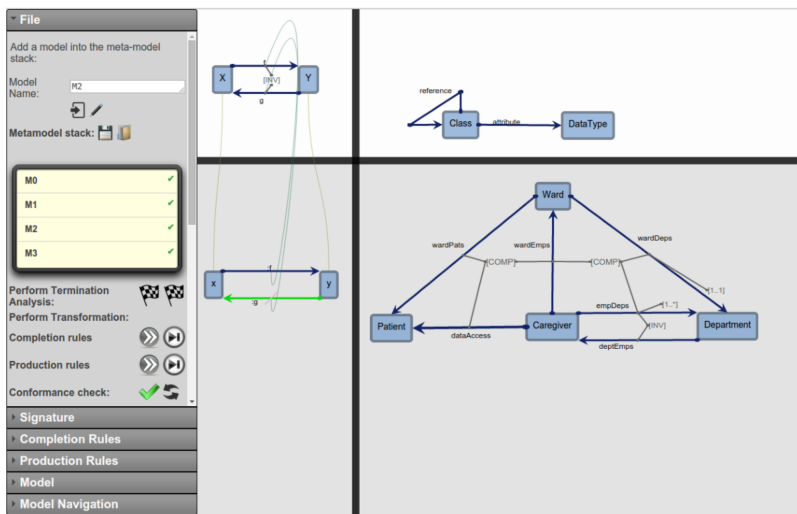 File
Add a model into the meta-model
stack:
Model
Name:
M2
Metamodel stack:
M0
M1
M2
M3
Perform Termination
Analysis:
Perform Transformation:
Completion rules
Production rules
Conformance check:
Signature
Completion Rules
Production Rules
Model
Model Navigation
f
X
[INV]
Y
g
:f
x
y
:g
reference
Class
attribute
DataType
Ward
wardPats
wardEmps
wardDeps
[COMP]
[COMP]
[1..1]
empDeps
[1..*]
Patient
Caregiver
[INV]
Department
dataAccess
deptEmps